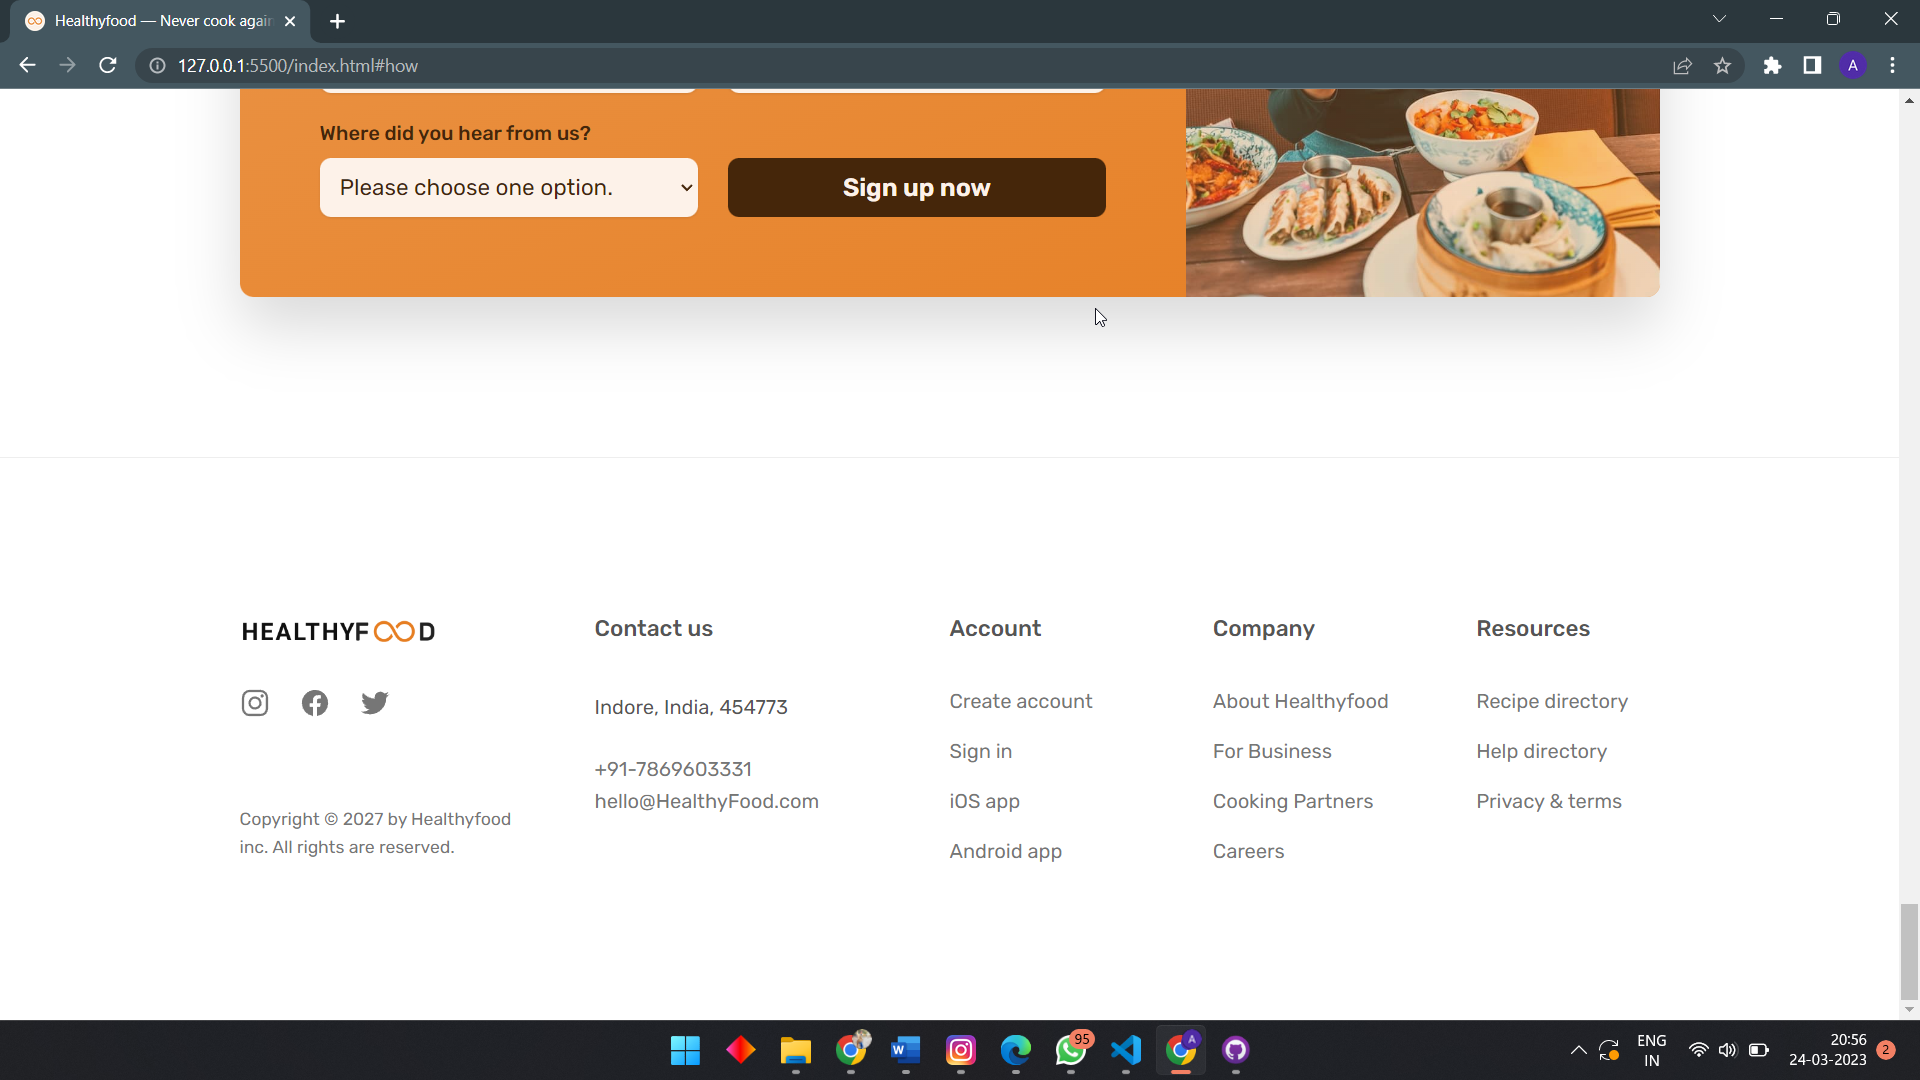 Healthyfood — Never cook again
127.0.0.1:5500/index.html#how
A
Where did you hear from us?
Please choose one option.
Sign up now
HEALTHYFOOD
Contact us
Account
Company
Resources
Indore, India, 454773
Create account
About Healthyfood
Recipe directory
Sign in
For Business
Help directory
+91-7869603331
hello@HealthyFood.com
iOS app
Cooking Partners
Privacy & terms
Copyright © 2027 by Healthyfood
inc. All rights are reserved.
Android app
Careers
W
95
A
ENG
IN
20:56
24-03-2023
2